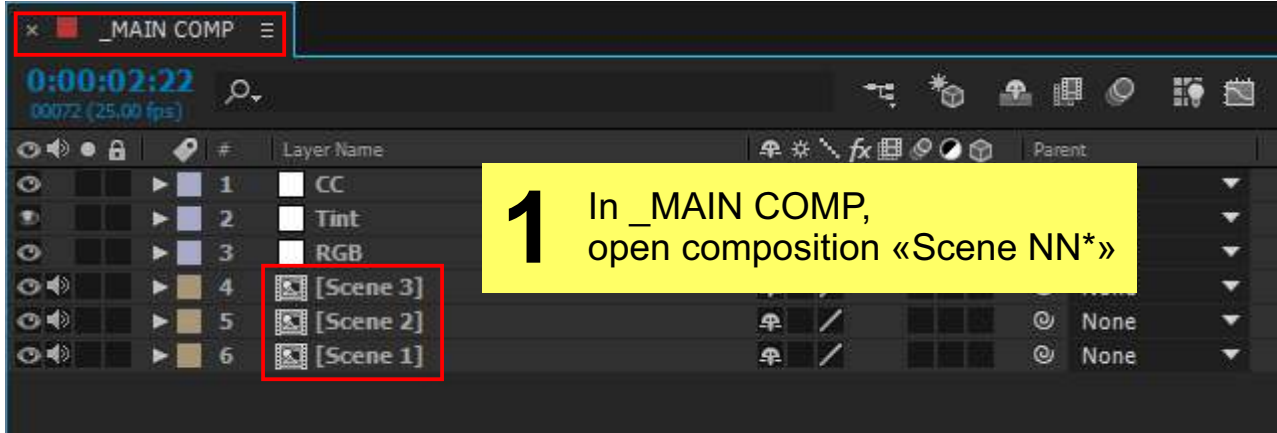 _MAIN COMP
0:00:02:22
00072 (25.00 fps)
# Layer Name fx Parent
1 CC
2 Tint
3 RGB
4 [Scene 3] None
5 [Scene 2] None
6 [Scene 1] None
1 In _MAIN COMP,
open composition «Scene NN*»